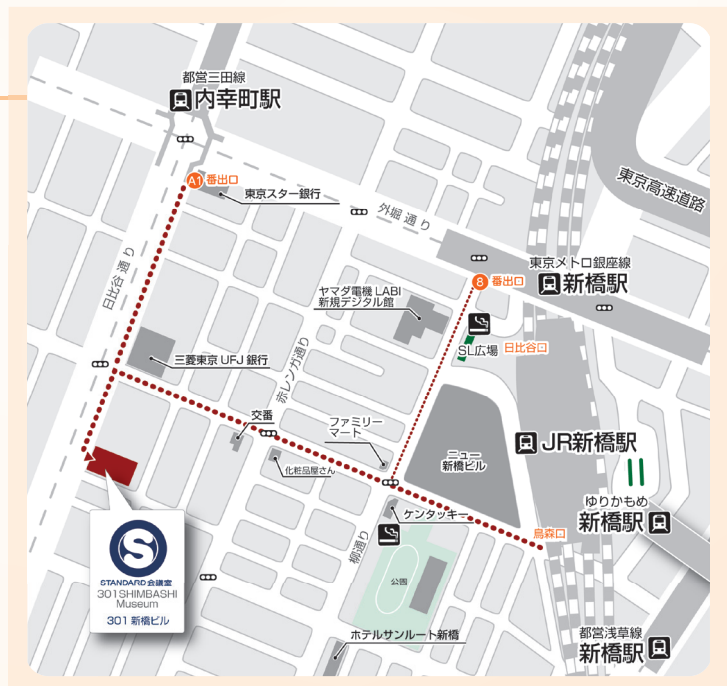 都営三田線
内幸町駅
A1 番出口
東京スター銀行
外堀通り
東京高速道路
日比谷通り
東京メトロ銀座線
新橋駅
8 番出口
ヤマダ電機 LABI
新規デジタル館
SL広場
日比谷口
三菱東京 UFJ 銀行
赤レンガ通り
交番
ファミリー
マート
ニュー
新橋ビル
JR新橋駅
化粧品屋さん
ゆりかもめ
新橋駅
ケンタッキー
烏森口
柳通り
S
STANDARD 会議室
301SHIMBASHI
Museum
301 新橋ビル
公園
ホテルサンルート新橋
都営浅草線
新橋駅